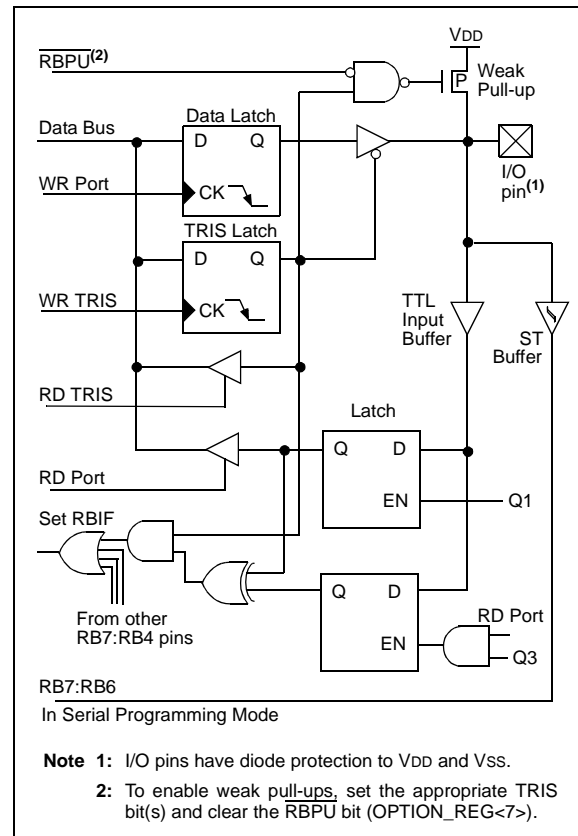 VDD
RBPU(2)
P
Weak
Pull-up
Data Latch
Data Bus
D Q
I/O
pin(1)
WR Port
CK
TRIS Latch
D Q
WR TRIS
CK
TTL
Input
Buffer
ST
Buffer
RD TRIS
Latch
Q D
RD Port
EN
Q1
Set RBIF
Q D
From other
RB7:RB4 pins
RD Port
EN
Q3
RB7:RB6
In Serial Programming Mode
Note 1: I/O pins have diode protection to VDD and VSS.
2: To enable weak pull-ups, set the appropriate TRIS
bit(s) and clear the RBPU bit (OPTION_REG<7>).